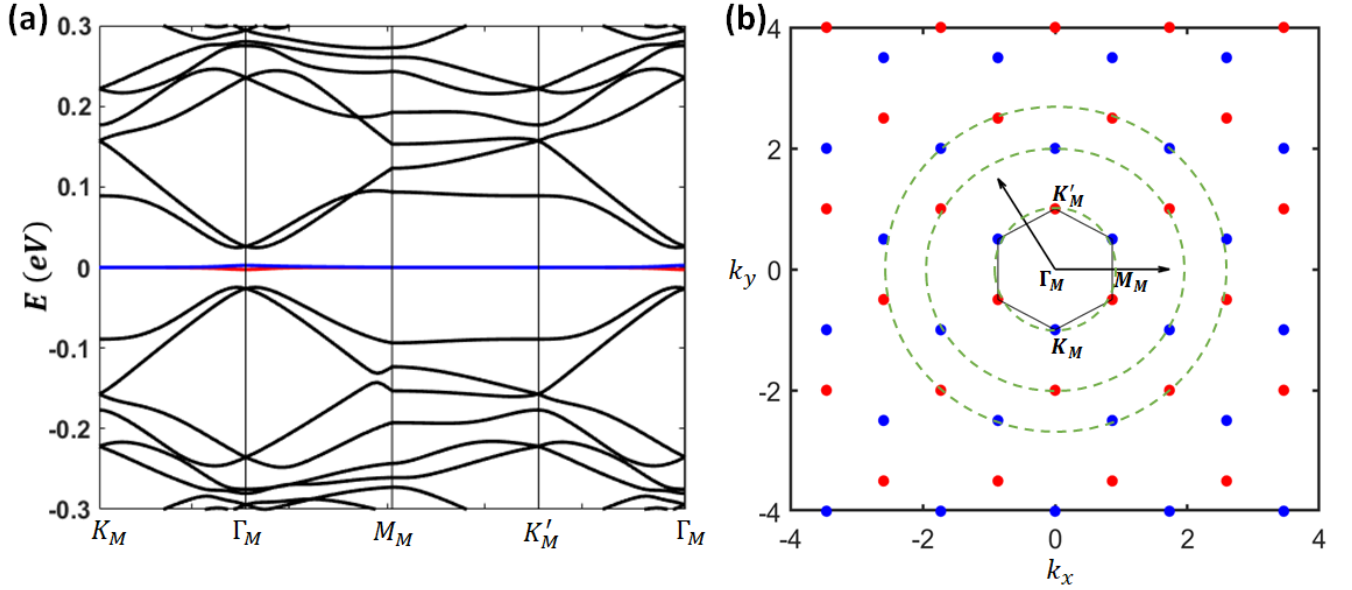 (a)
0.3
0.2
0.1
0
-0.1
-0.2
-0.3
E (eV)
K_M
Γ_M
M_M
K′_M
Γ_M
(b)
4
2
0
-2
-4
k_y
K′_M
Γ_M
M_M
K_M
-4
-2
0
2
4
k_x